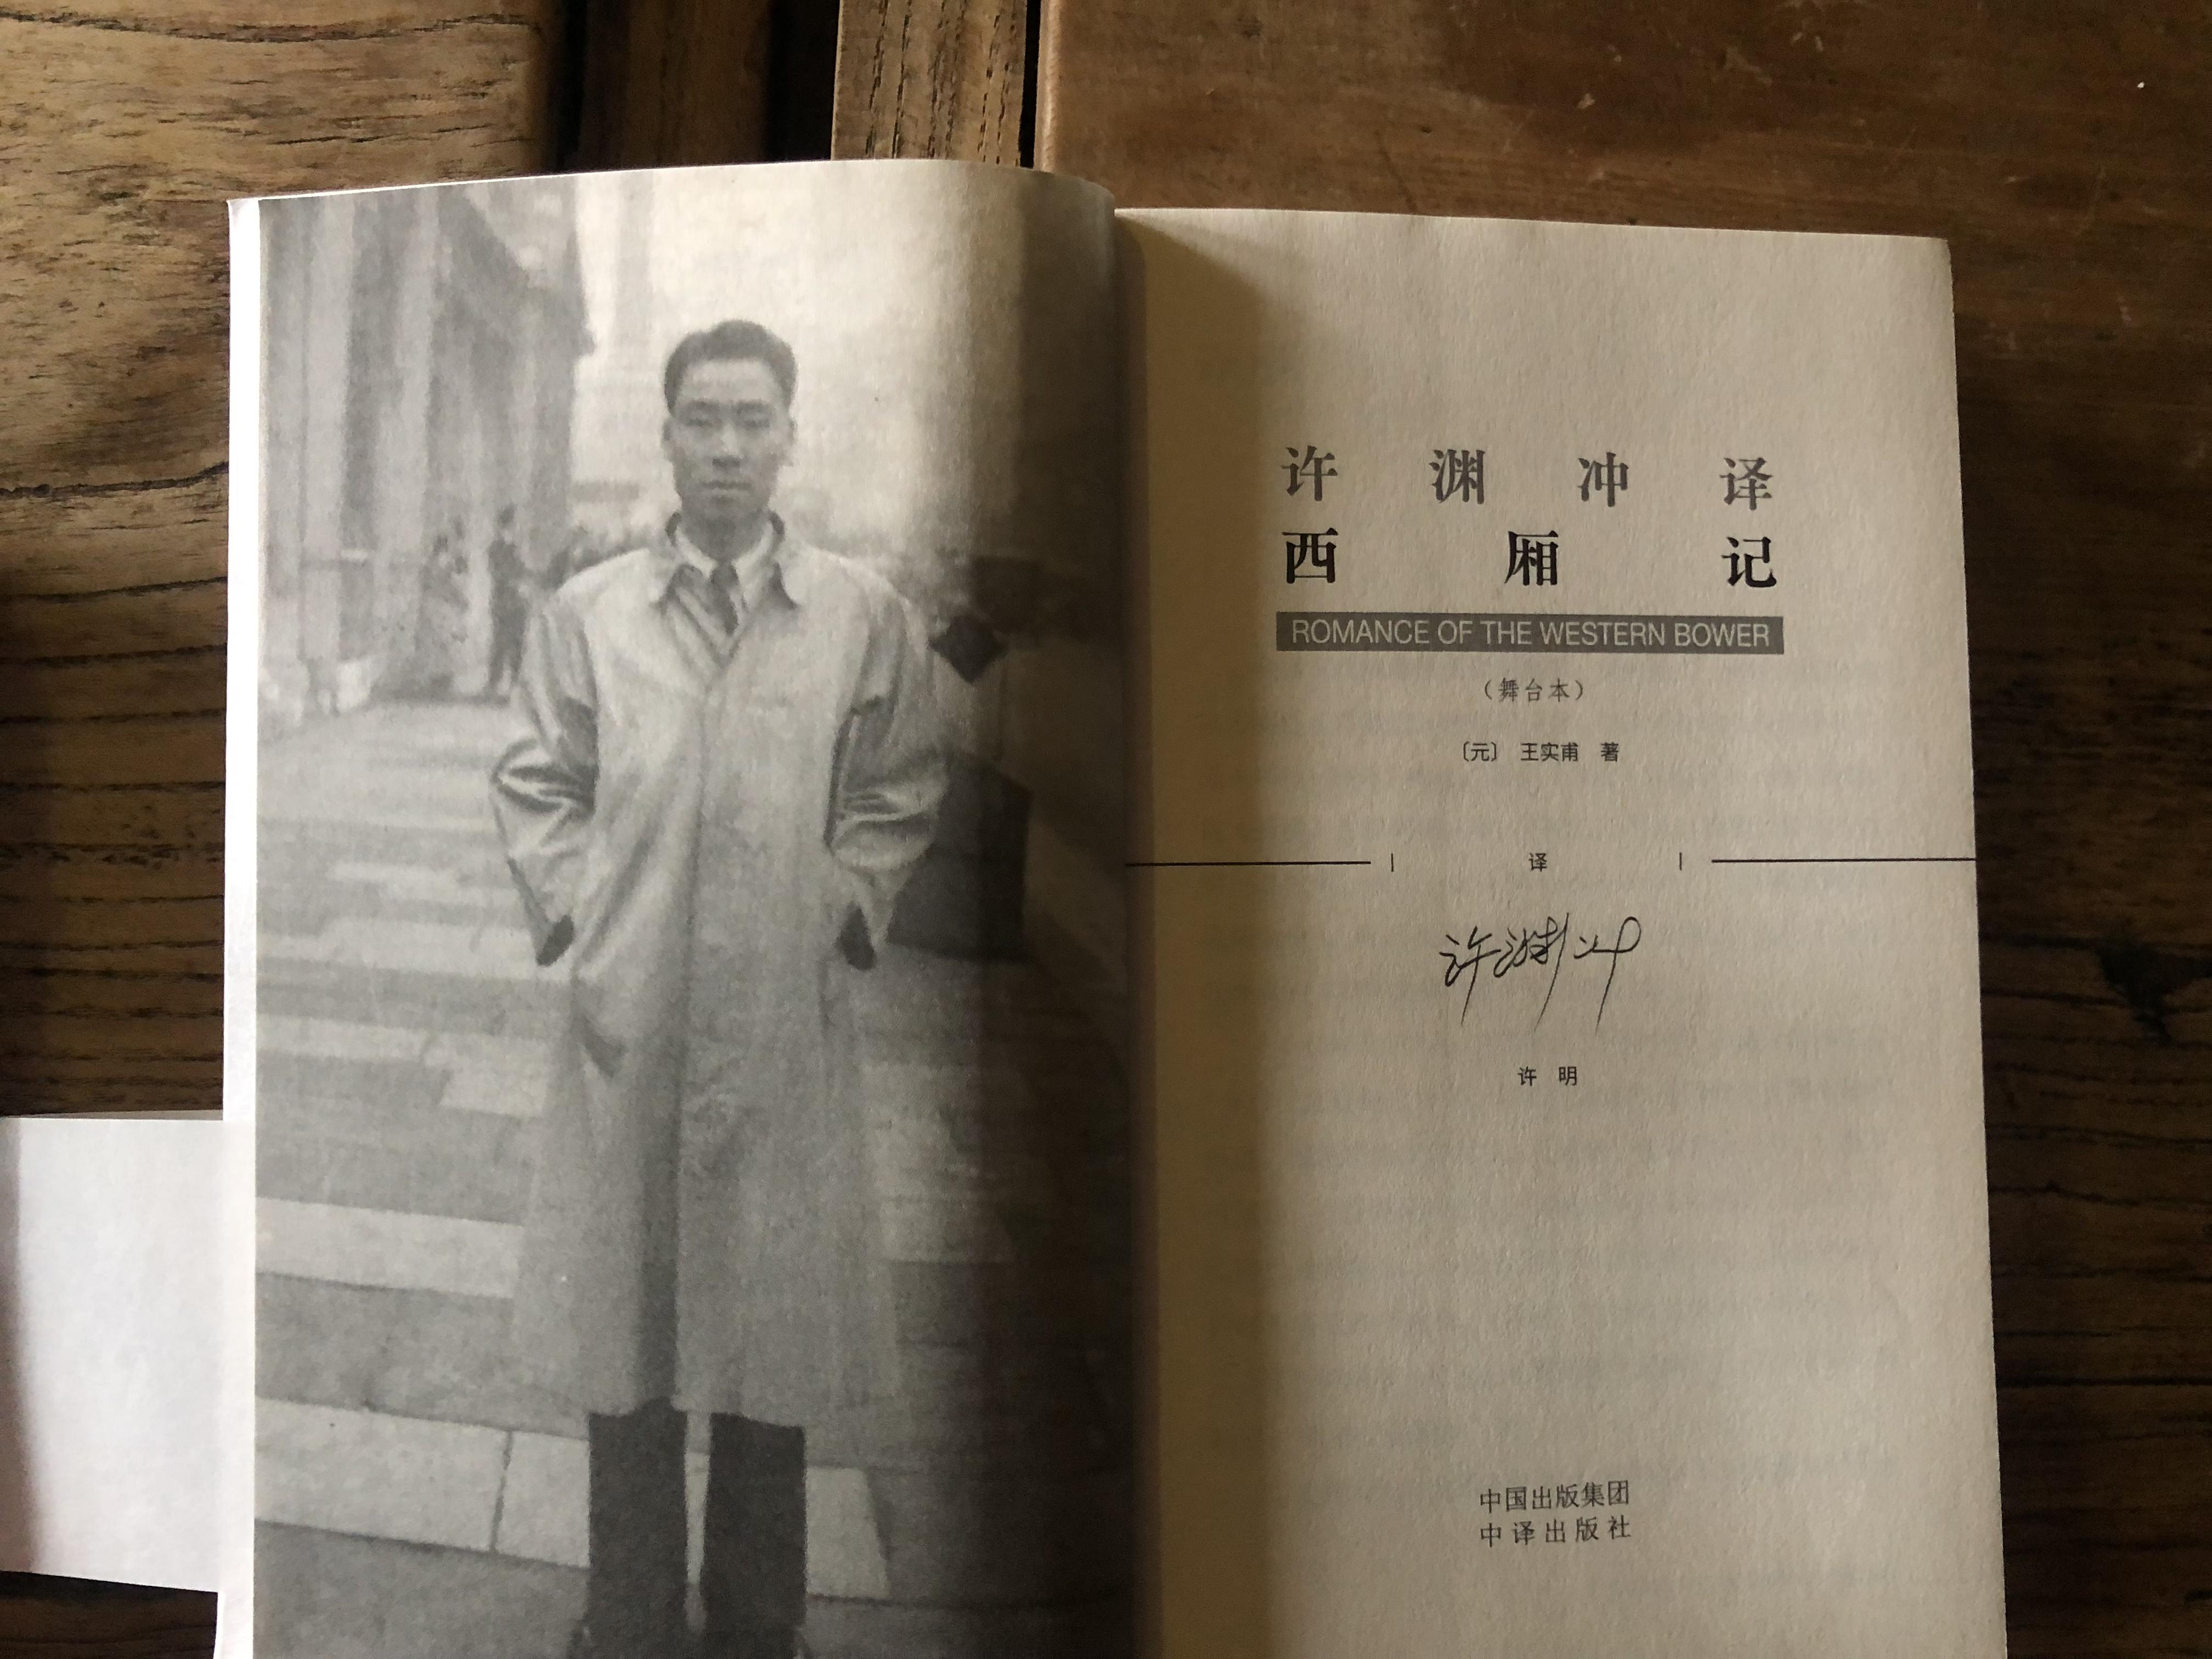 许渊冲译
西厢记
ROMANCE OF THE WESTERN BOWER
（舞台本）
〔元〕 王实甫 著
译
许渊冲
许 明
中国出版集团
中译出版社